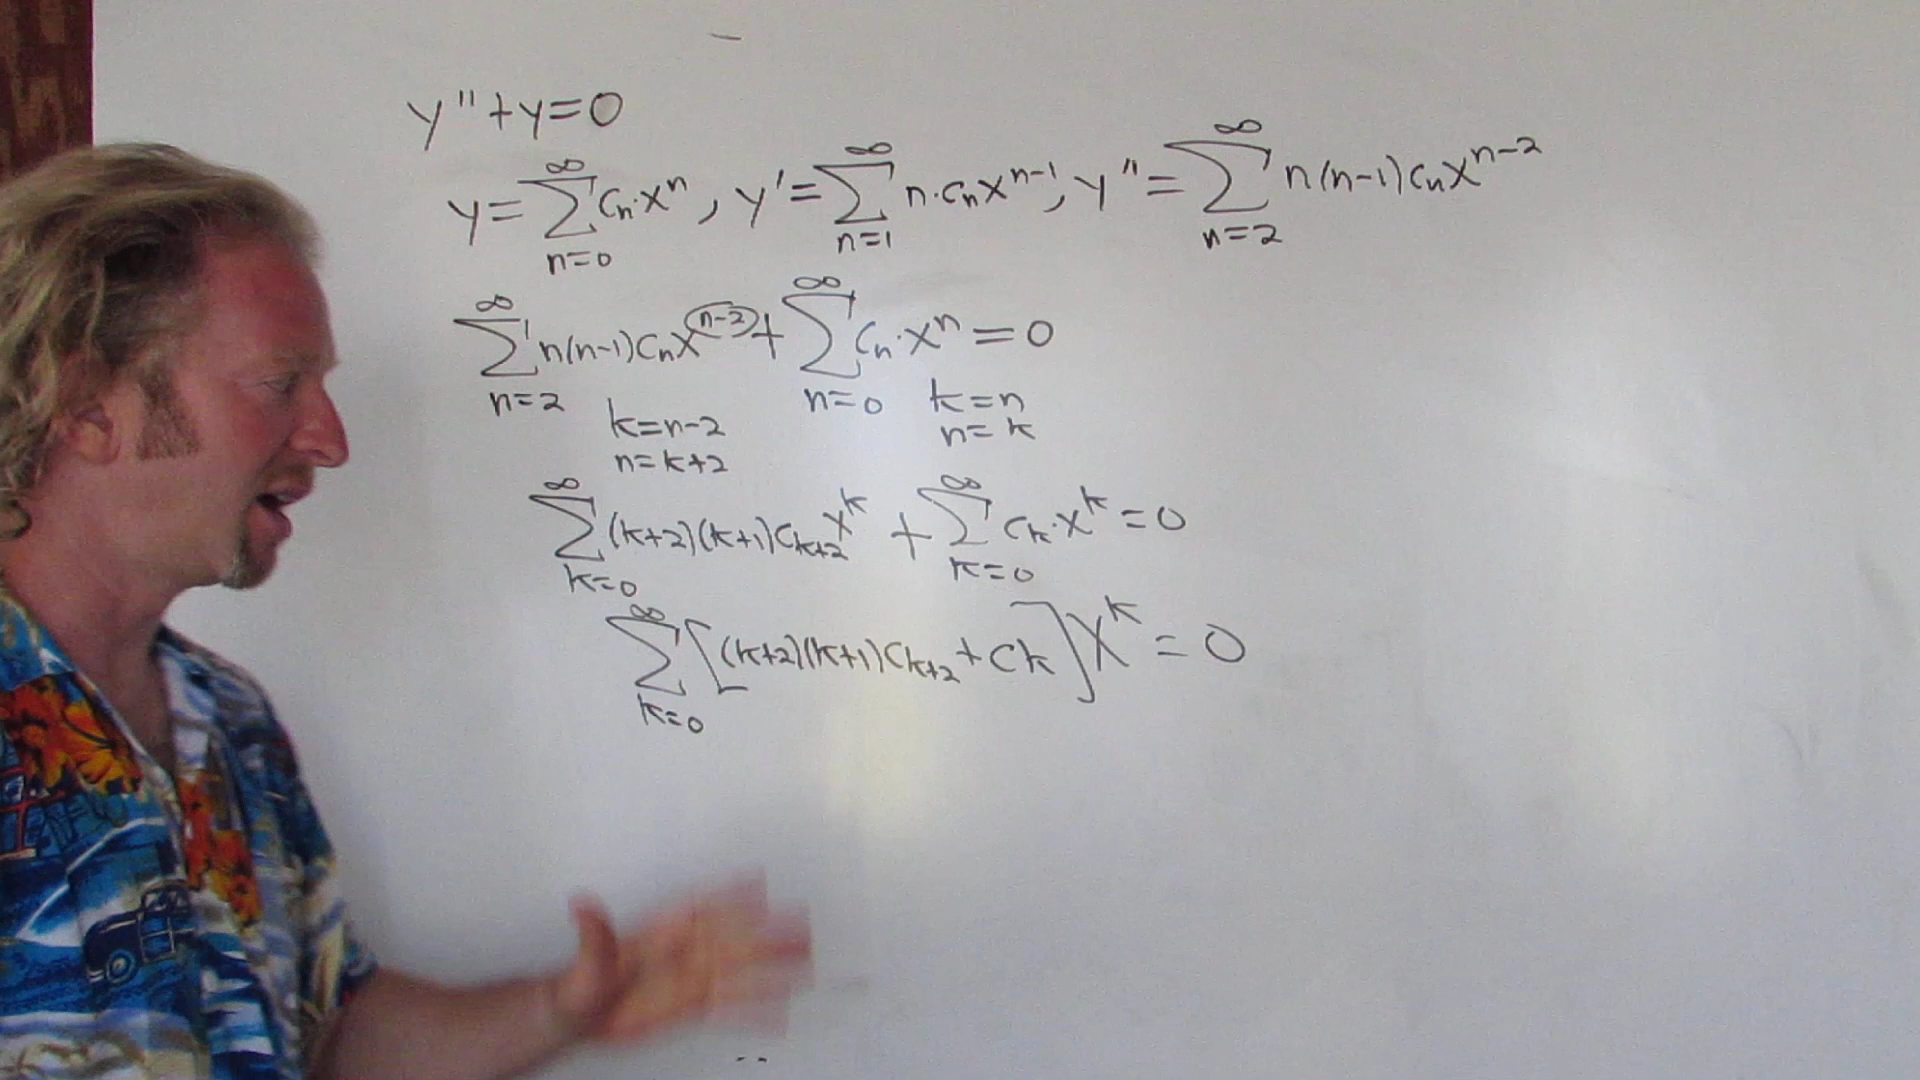 y''+y=0
y=∑_{n=0}^{∞} c_n·x^n, y'=∑_{n=1}^{∞} n·c_n x^{n-1}, y''=∑_{n=2}^{∞} n(n-1)c_n x^{n-2}
∑_{n=2}^{∞} n(n-1)c_n x^{n-2} + ∑_{n=0}^{∞} c_n·x^n = 0
k=n-2 k=n
n=k+2 n=k
∑_{k=0}^{∞} (k+2)(k+1)c_{k+2} x^k + ∑_{k=0}^{∞} c_k·x^k = 0
∑_{k=0}^{∞} [(k+2)(k+1)c_{k+2} + c_k] x^k = 0